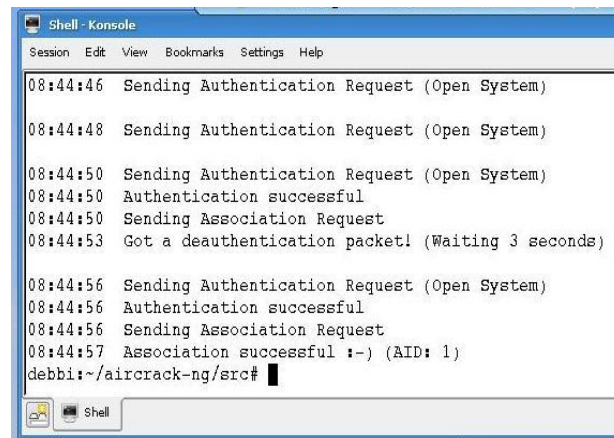 Shell - Konsole
Session Edit View Bookmarks Settings Help
08:44:46 Sending Authentication Request (Open System)
08:44:48 Sending Authentication Request (Open System)
08:44:50 Sending Authentication Request (Open System)
08:44:50 Authentication successful
08:44:50 Sending Association Request
08:44:53 Got a deauthentication packet! (Waiting 3 seconds)
08:44:56 Sending Authentication Request (Open System)
08:44:56 Authentication successful
08:44:56 Sending Association Request
08:44:57 Association successful :-) (AID: 1)
debbi:~/aircrack-ng/src#
Shell